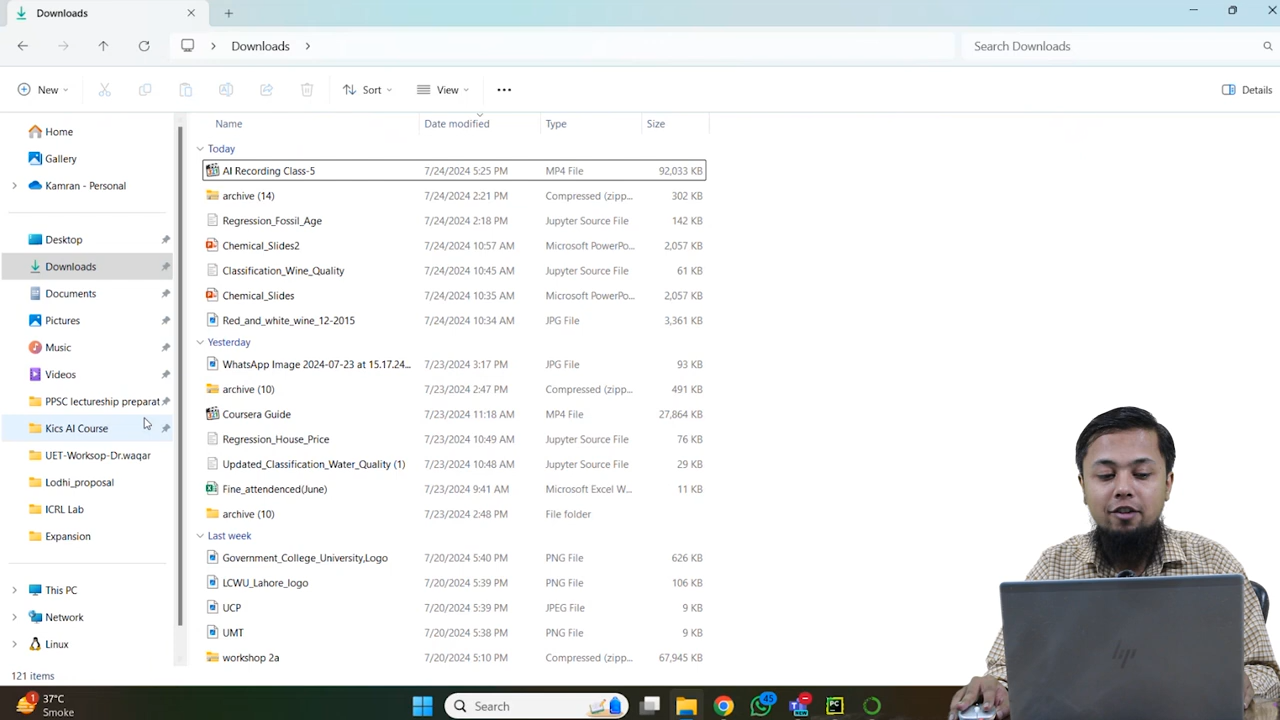 Downloads
Downloads
Search Downloads
New
Sort
View
Details
Name Date modified Type Size
Home
Gallery
Kamran - Personal
Desktop
Downloads
Documents
Pictures
Music
Videos
PPSC lectureship preparat
Kics AI Course
UET-Worksop-Dr.waqar
Lodhi_proposal
ICRL Lab
Expansion
This PC
Network
Linux
Today
AI Recording Class-5 7/24/2024 5:25 PM MP4 File 92,033 KB
archive (14) 7/24/2024 2:21 PM Compressed (zipp... 302 KB
Regression_Fossil_Age 7/24/2024 2:18 PM Jupyter Source File 142 KB
Chemical_Slides2 7/24/2024 10:57 AM Microsoft PowerPo... 2,057 KB
Classification_Wine_Quality 7/24/2024 10:45 AM Jupyter Source File 61 KB
Chemical_Slides 7/24/2024 10:35 AM Microsoft PowerPo... 2,057 KB
Red_and_white_wine_12-2015 7/24/2024 10:34 AM JPG File 3,361 KB
Yesterday
WhatsApp Image 2024-07-23 at 15.17.24... 7/23/2024 3:17 PM JPG File 93 KB
archive (10) 7/23/2024 2:47 PM Compressed (zipp... 491 KB
Coursera Guide 7/23/2024 11:18 AM MP4 File 27,864 KB
Regression_House_Price 7/23/2024 10:49 AM Jupyter Source File 76 KB
Updated_Classification_Water_Quality (1) 7/23/2024 10:48 AM Jupyter Source File 29 KB
Fine_attendenced(June) 7/23/2024 9:41 AM Microsoft Excel W... 11 KB
archive (10) 7/23/2024 2:48 PM File folder
Last week
Government_College_University,Logo 7/20/2024 5:40 PM PNG File 626 KB
LCWU_Lahore_logo 7/20/2024 5:39 PM PNG File 106 KB
UCP 7/20/2024 5:39 PM JPEG File 9 KB
UMT 7/20/2024 5:38 PM PNG File 9 KB
workshop 2a 7/20/2024 5:10 PM Compressed (zipp... 67,945 KB
121 items
1
37°C
Smoke
Search
45
NEW
PC
hp